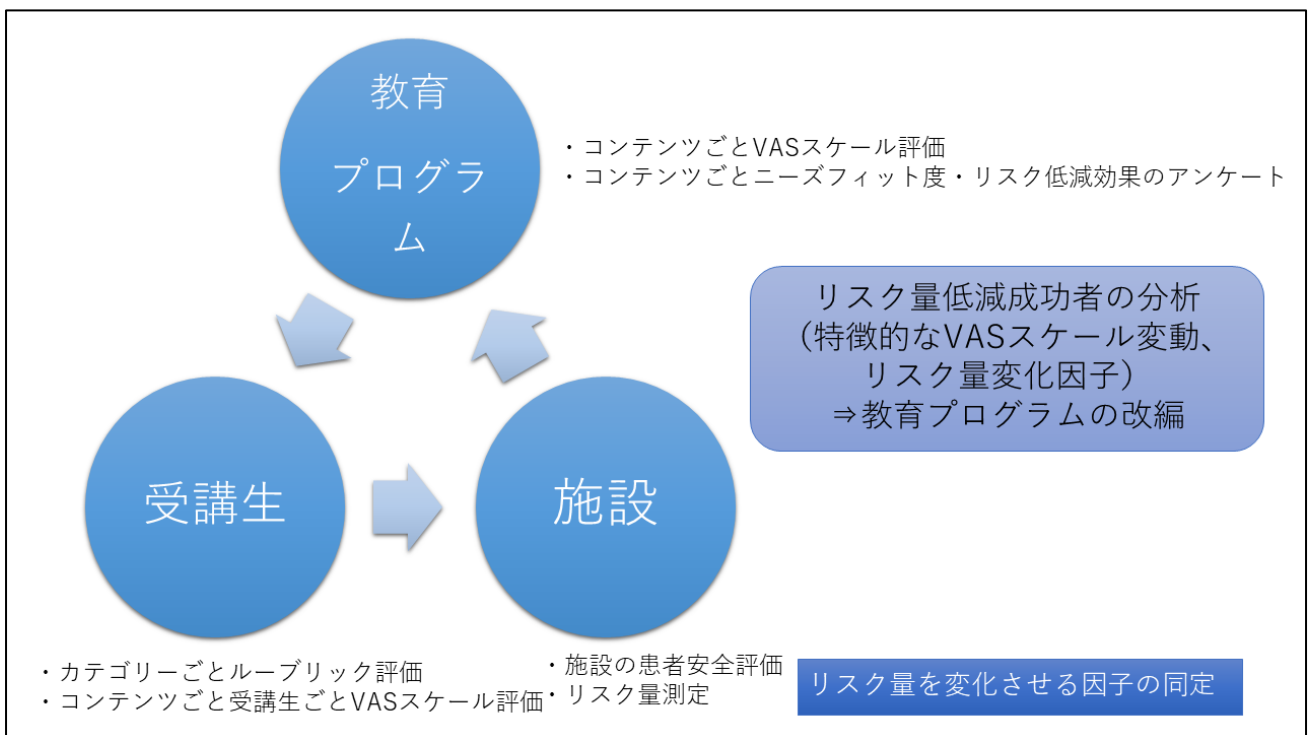 教育
プログラ
ム
・コンテンツごとVASスケール評価
・コンテンツごとニーズフィット度・リスク低減効果のアンケート
リスク量低減成功者の分析
（特徴的なVASスケール変動、
リスク量変化因子）
⇒教育プログラムの改編
受講生
施設
・カテゴリーごとルーブリック評価
・コンテンツごと受講生ごとVASスケール評価
・施設の患者安全評価
・リスク量測定
リスク量を変化させる因子の同定